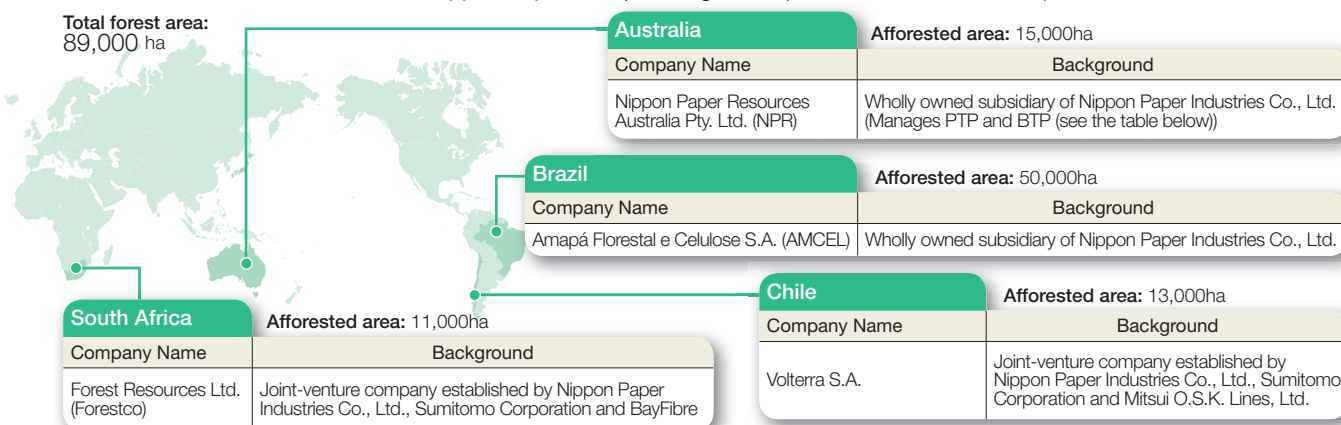 Total forest area:
89,000 ha
Australia
Afforested area: 15,000ha
Company Name
Background
Nippon Paper Resources
Australia Pty. Ltd. (NPR)
Wholly owned subsidiary of Nippon Paper Industries Co., Ltd.
(Manages PTP and BTP (see the table below))
Brazil
Afforested area: 50,000ha
Company Name
Background
Amapá Florestal e Celulose S.A. (AMCEL)
Wholly owned subsidiary of Nippon Paper Industries Co., Ltd.
Chile
Afforested area: 13,000ha
Company Name
Background
Volterra S.A.
Joint-venture company established by
Nippon Paper Industries Co., Ltd., Sumitomo
Corporation and Mitsui O.S.K. Lines, Ltd.
South Africa
Afforested area: 11,000ha
Company Name
Background
Forest Resources Ltd.
(Forestco)
Joint-venture company established by Nippon Paper
Industries Co., Ltd., Sumitomo Corporation and BayFibre